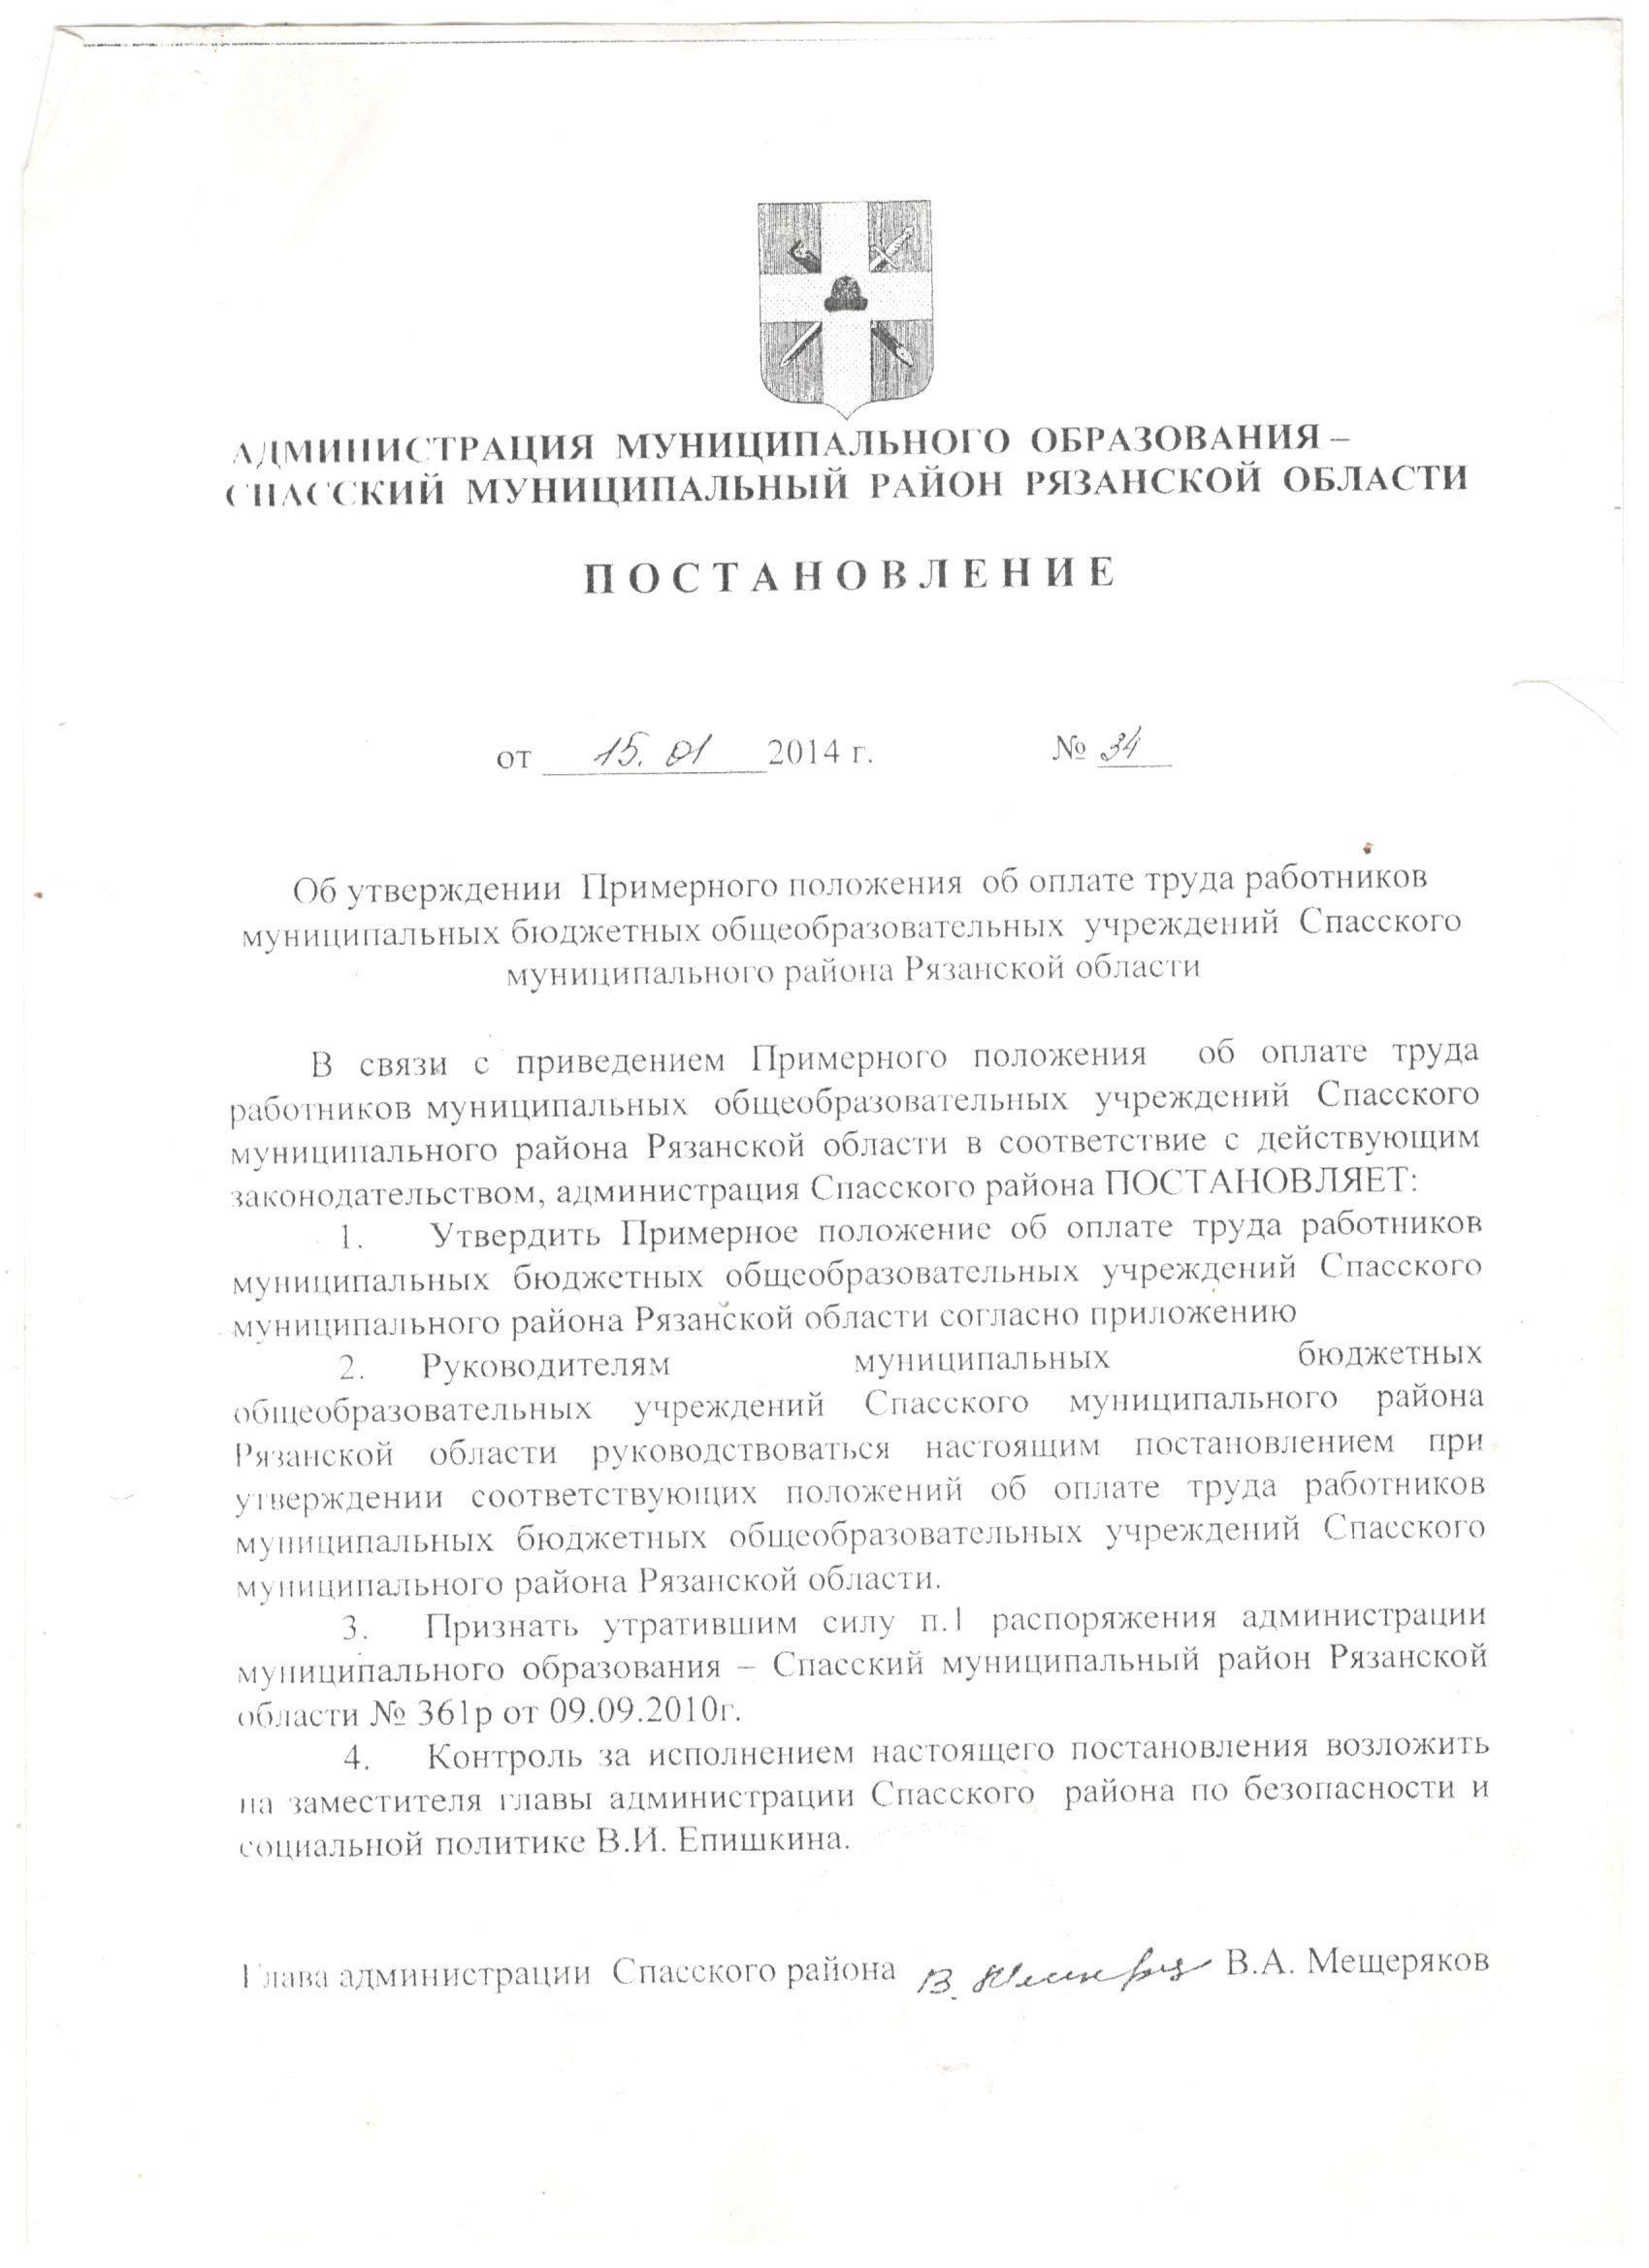 АДМИНИСТРАЦИЯ МУНИЦИПАЛЬНОГО ОБРАЗОВАНИЯ –
СПАССКИЙ МУНИЦИПАЛЬНЫЙ РАЙОН РЯЗАНСКОЙ ОБЛАСТИ
ПОСТАНОВЛЕНИЕ
от 15.01 2014 г. № 34
Об утверждении Примерного положения об оплате труда работников
муниципальных бюджетных общеобразовательных учреждений Спасского
муниципального района Рязанской области
В связи с приведением Примерного положения об оплате труда
работников муниципальных общеобразовательных учреждений Спасского
муниципального района Рязанской области в соответствие с действующим
законодательством, администрация Спасского района ПОСТАНОВЛЯЕТ:
1. Утвердить Примерное положение об оплате труда работников
муниципальных бюджетных общеобразовательных учреждений Спасского
муниципального района Рязанской области согласно приложению
2. Руководителям муниципальных бюджетных
общеобразовательных учреждений Спасского муниципального района
Рязанской области руководствоваться настоящим постановлением при
утверждении соответствующих положений об оплате труда работников
муниципальных бюджетных общеобразовательных учреждений Спасского
муниципального района Рязанской области.
3. Признать утратившим силу п.1 распоряжения администрации
муниципального образования – Спасский муниципальный район Рязанской
области № 361р от 09.09.2010г.
4. Контроль за исполнением настоящего постановления возложить
на заместителя главы администрации Спасского района по безопасности и
социальной политике В.И. Епишкина.
Глава администрации Спасского района В.А. Мещеряков